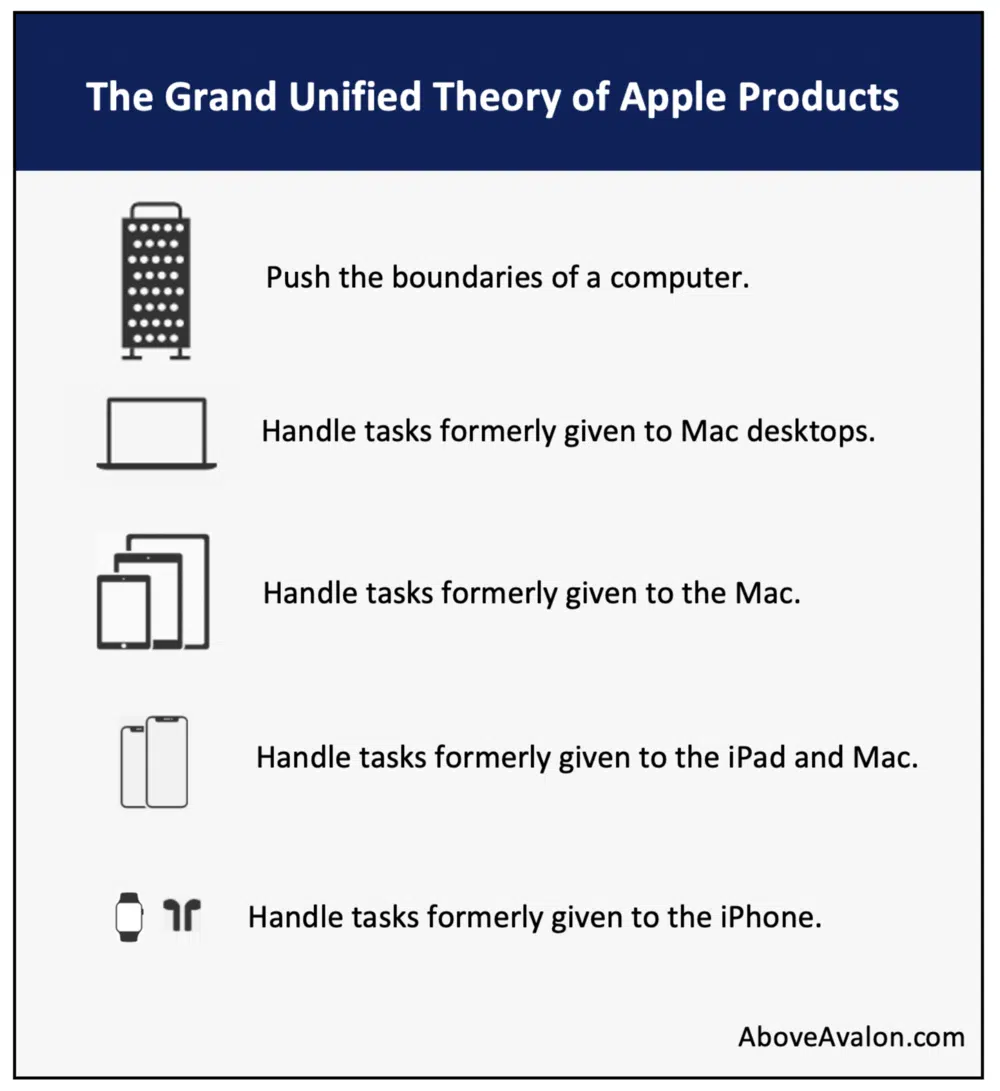 The Grand Unified Theory of Apple Products
Push the boundaries of a computer.
Handle tasks formerly given to Mac desktops.
Handle tasks formerly given to the Mac.
Handle tasks formerly given to the iPad and Mac.
Handle tasks formerly given to the iPhone.
AboveAvalon.com